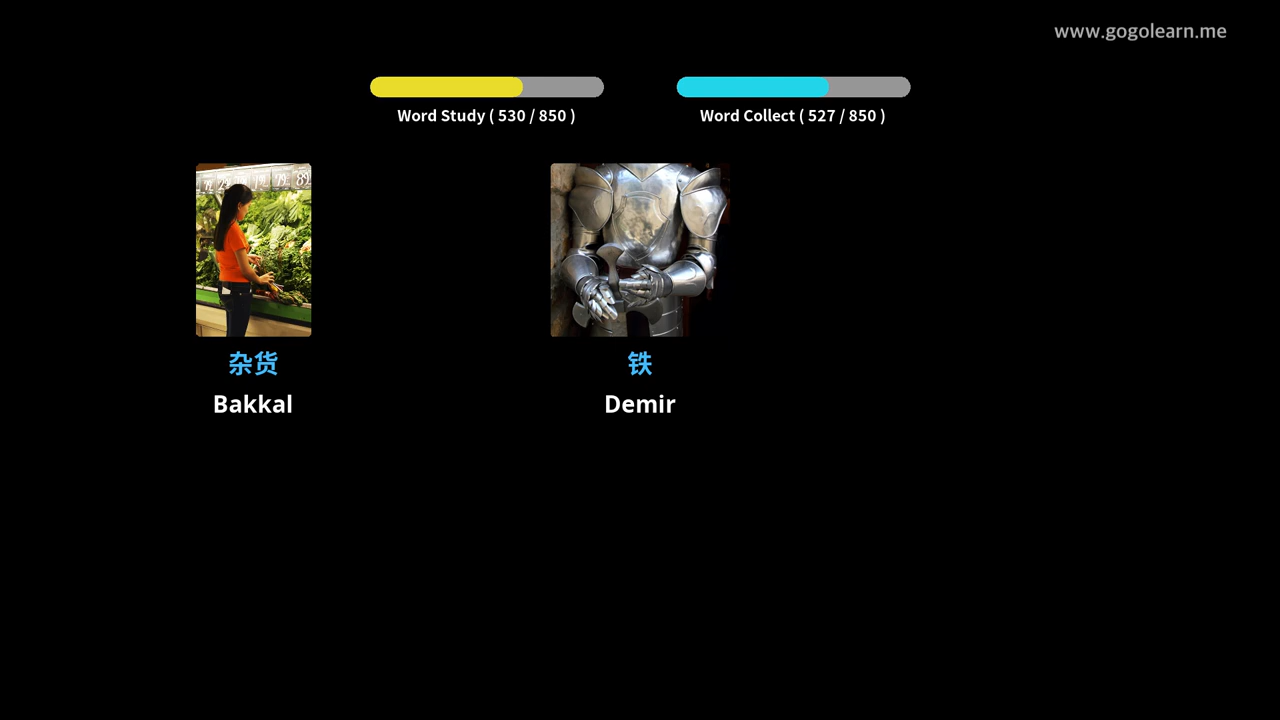 www.gogolearn.me
Word Study ( 530 / 850 )
Word Collect ( 527 / 850 )
杂货
Bakkal
铁
Demir